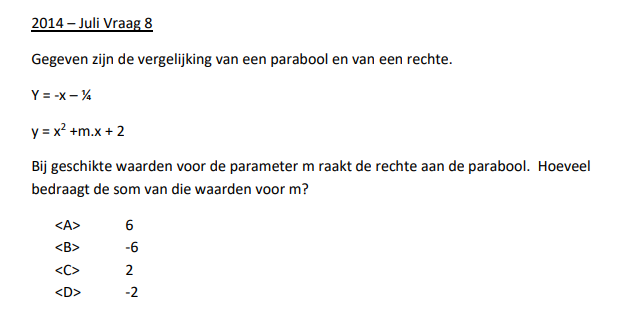 2014 – Juli Vraag 8
Gegeven zijn de vergelijking van een parabool en van een rechte.
Y = -x – ¼
y = x² +m.x + 2
Bij geschikte waarden voor de parameter m raakt de rechte aan de parabool.  Hoeveel
bedraagt de som van die waarden voor m?
<A> 6
<B> -6
<C> 2
<D> -2